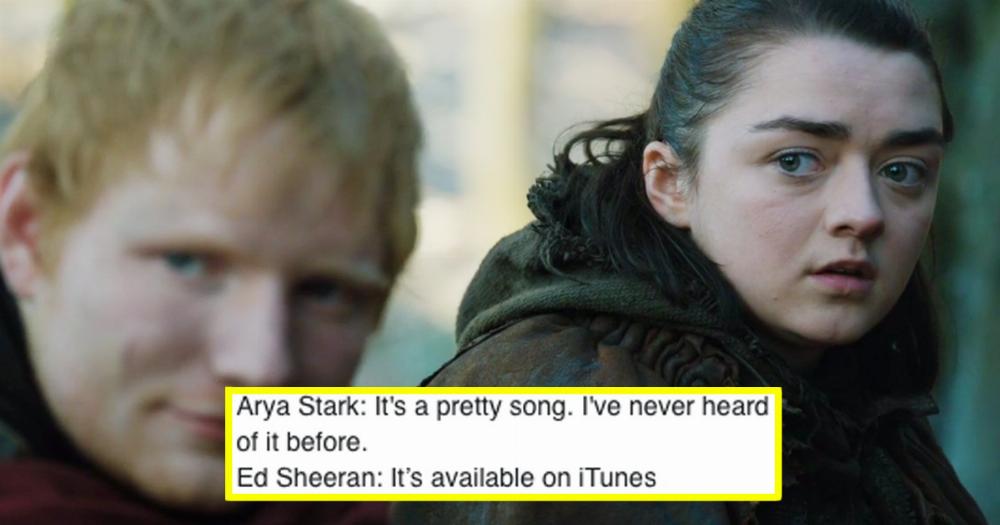 Arya Stark: It's a pretty song. I've never heard
of it before.
Ed Sheeran: It’s available on iTunes